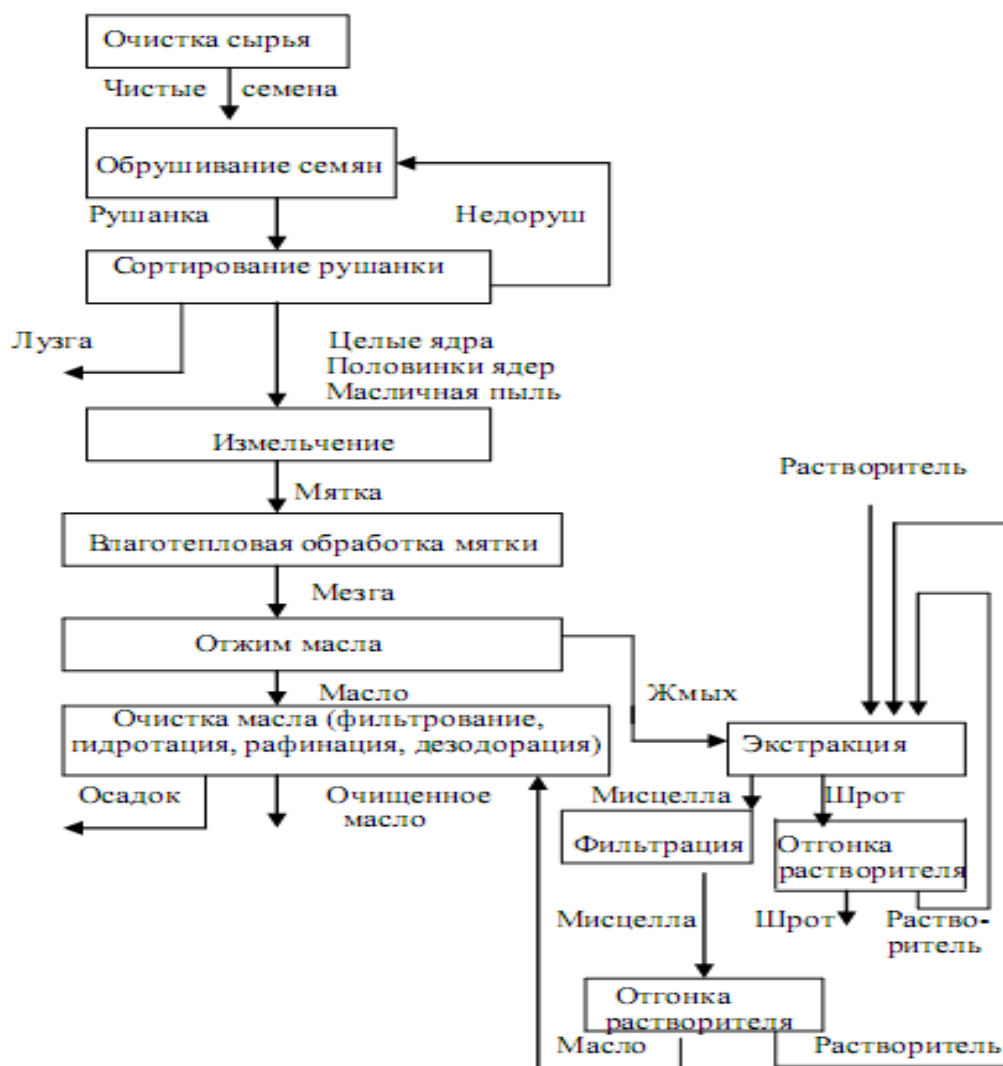 Очистка сырья
Чистые семена
Обрушивание семян
Рушанка
Недоруш
Сортирование рушанки
Лузга
Целые ядра
Половинки ядер
Масличная пыль
Измельчение
Растворитель
Мятка
Влаготепловая обработка мятки
Мезга
Отжим масла
Масло
Жмых
Очистка масла (фильтрование,
гидротация, рафинация, дезодорация)
Экстракция
Осадок
Очищенное
масло
Мисцелла
Шрот
Фильтрация
Отгонка
растворителя
Мисцелла
Шрот
Раство-
ритель
Отгонка
растворителя
Масло
Растворитель